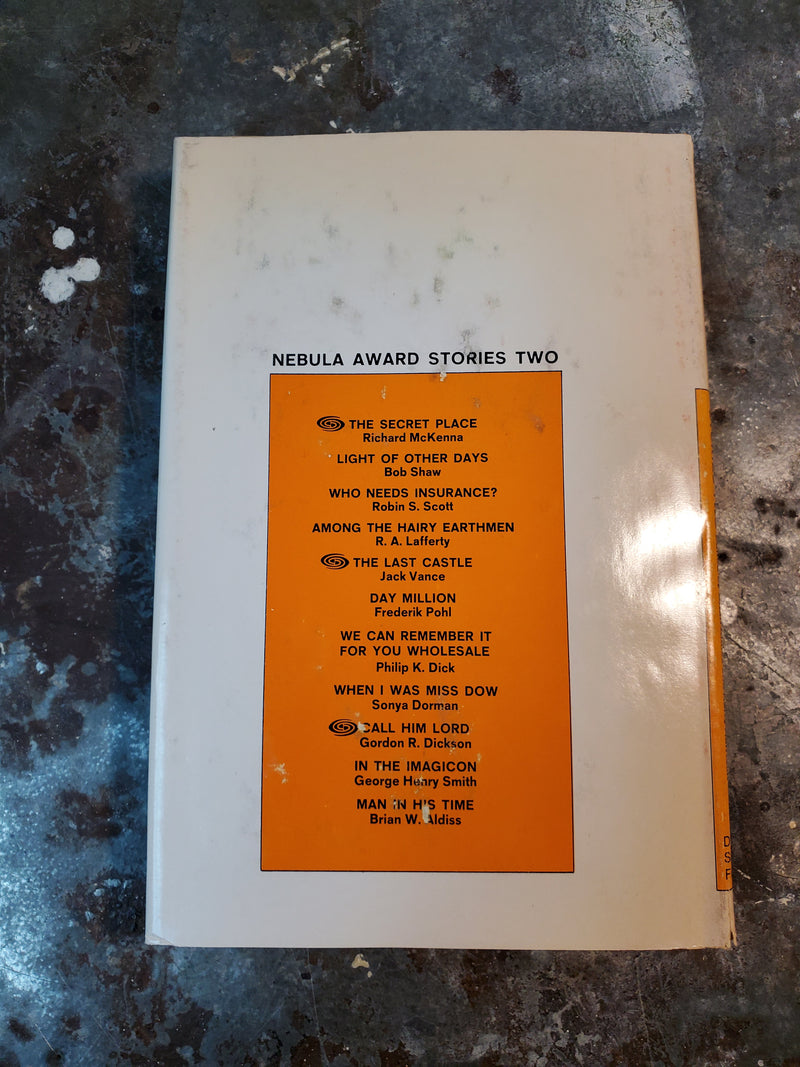 NEBULA AWARD STORIES TWO
THE SECRET PLACE
Richard McKenna
LIGHT OF OTHER DAYS
Bob Shaw
WHO NEEDS INSURANCE?
Robin S. Scott
AMONG THE HAIRY EARTHMEN
R. A. Lafferty
THE LAST CASTLE
Jack Vance
DAY MILLION
Frederik Pohl
WE CAN REMEMBER IT
FOR YOU WHOLESALE
Philip K. Dick
WHEN I WAS MISS DOW
Sonya Dorman
CALL HIM LORD
Gordon R. Dickson
IN THE IMAGICON
George Henry Smith
MAN IN HIS TIME
Brian W. Aldiss
D
S
F